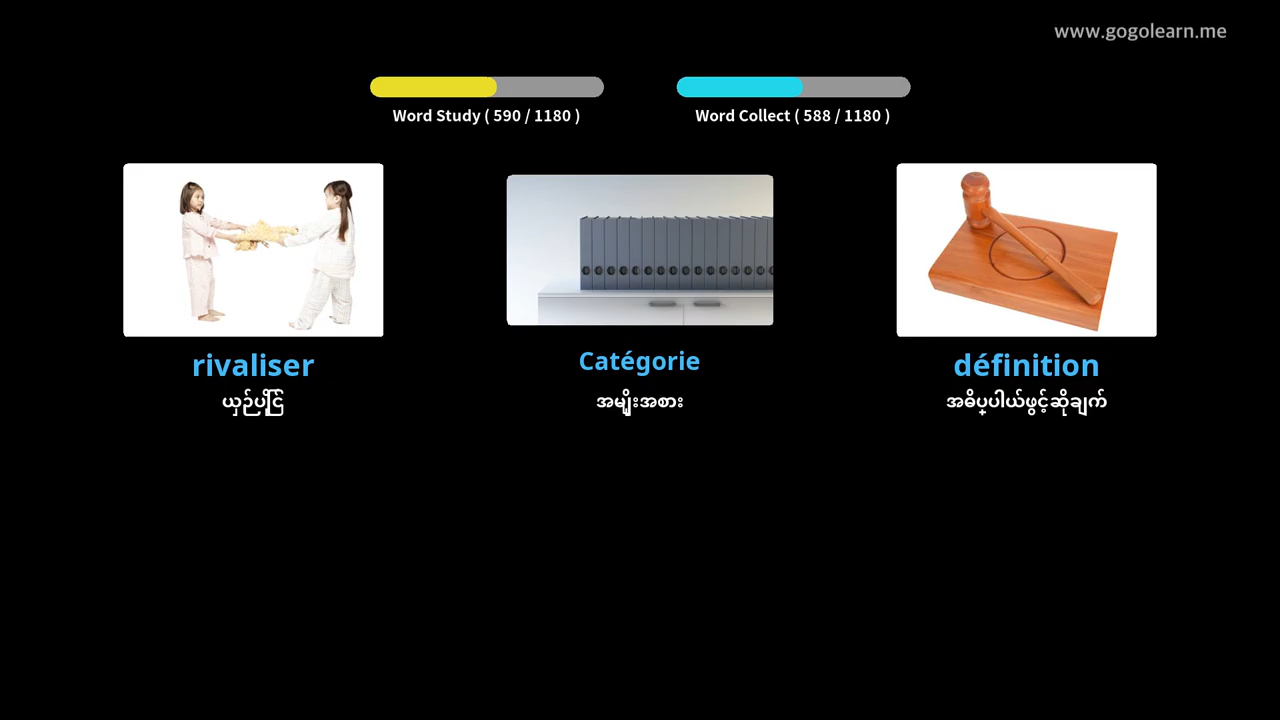 www.gogolearn.me
Word Study ( 590 / 1180 )
Word Collect ( 588 / 1180 )
rivaliser
Catégorie
définition
ယှဉ်ပြိုင်
အမျိုးအစား
အဓိပ္ပါယ်ဖွင့်ဆိုချက်